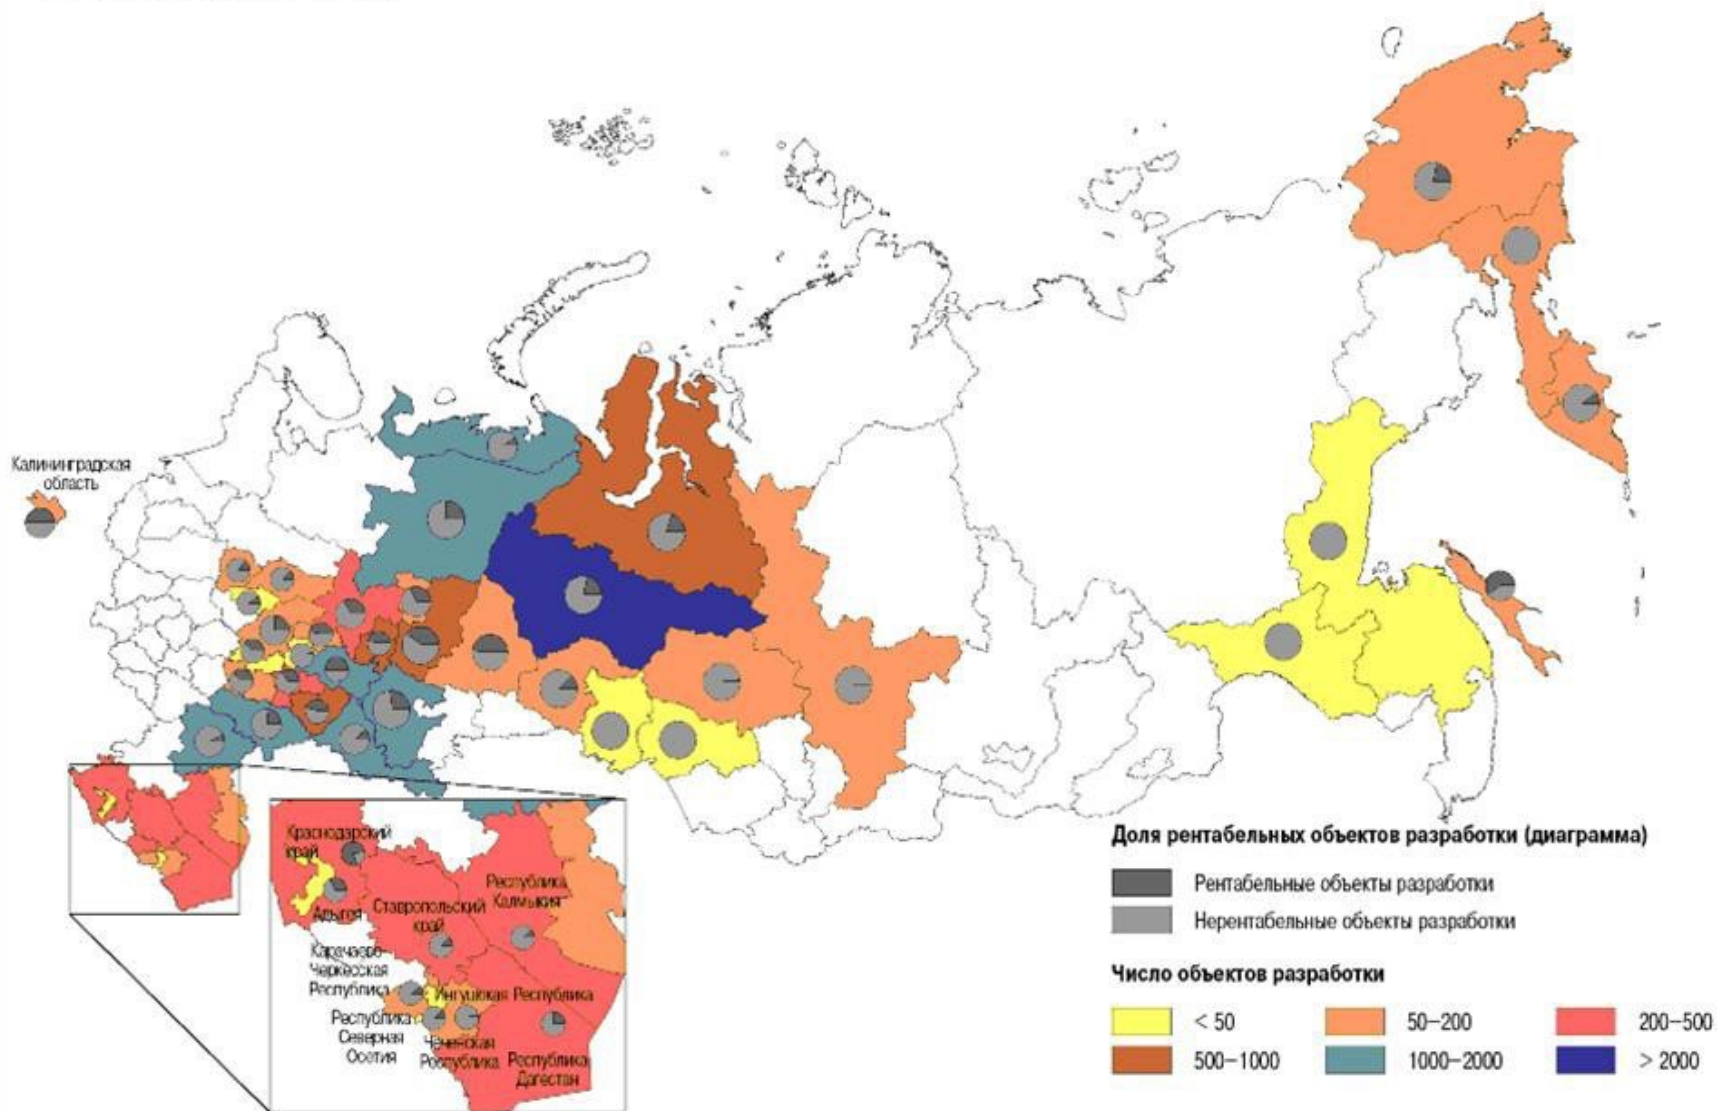 Калининградская
область
Краснодарский
край
Адыгея
Ставропольский
край
Республика
Калмыкия
Карачаево-
Черкесская
Республика
Ингушская Республика
Республика
Северная
Осетия
Чеченская
Республика
Республика
Дагестан
Доля рентабельных объектов разработки (диаграмма)
Рентабельные объекты разработки
Нерентабельные объекты разработки
Число объектов разработки
< 50
50–200
200–500
500–1000
1000–2000
> 2000